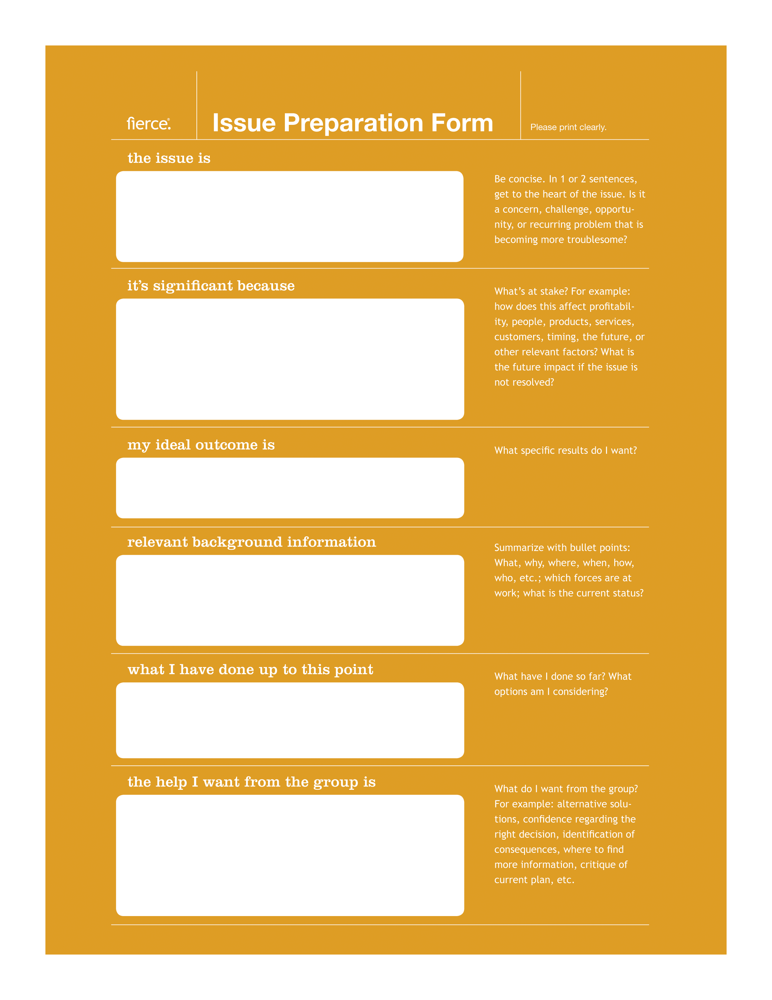 fierce.®
Issue Preparation Form
Please print clearly.
the issue is
Be concise. In 1 or 2 sentences,
get to the heart of the issue. Is it
a concern, challenge, opportu-
nity, or recurring problem that is
becoming more troublesome?
it’s significant because
What’s at stake? For example:
how does this affect profitabil-
ity, people, products, services,
customers, timing, the future, or
other relevant factors? What is
the future impact if the issue is
not resolved?
my ideal outcome is
What specific results do I want?
relevant background information
Summarize with bullet points:
What, why, where, when, how,
who, etc.; which forces are at
work; what is the current status?
what I have done up to this point
What have I done so far? What
options am I considering?
the help I want from the group is
What do I want from the group?
For example: alternative solu-
tions, confidence regarding the
right decision, identification of
consequences, where to find
more information, critique of
current plan, etc.